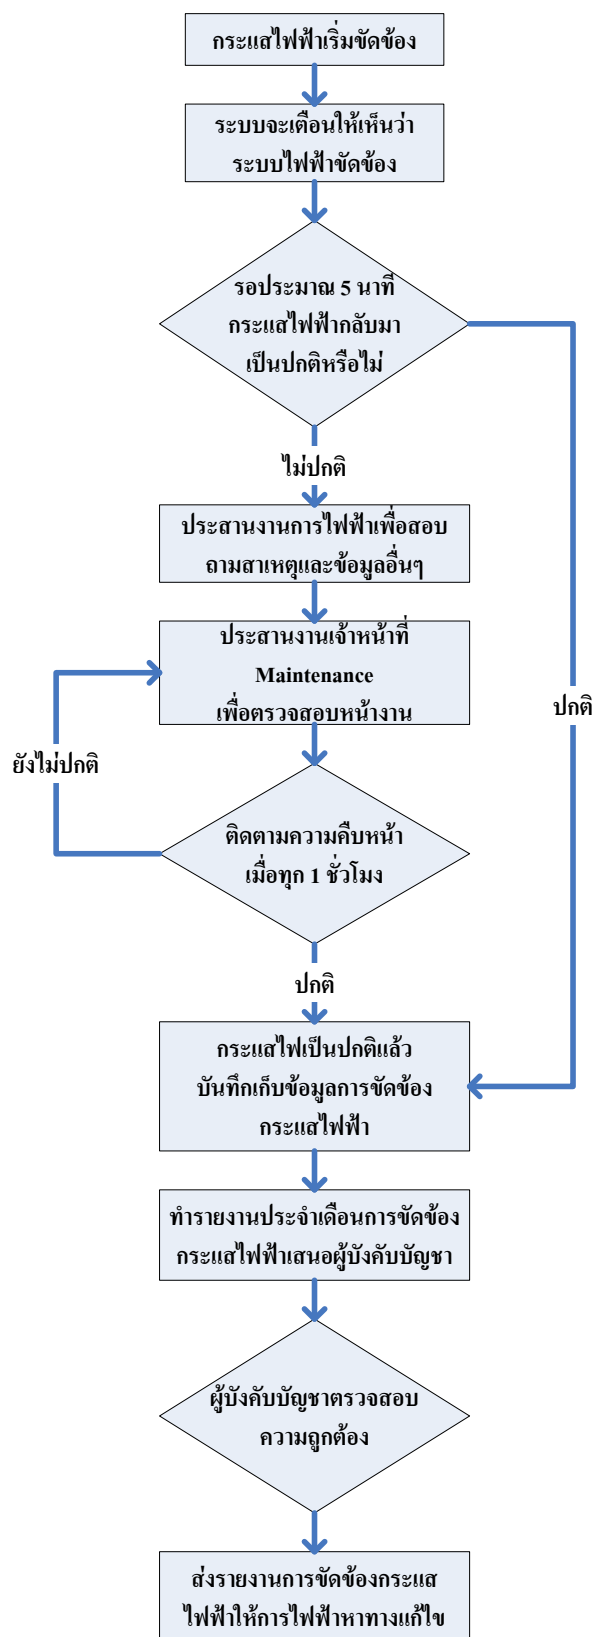 กระแสไฟฟ้าเริ่มขัดข้อง
ระบบจะเตือนให้เห็นว่า
ระบบไฟฟ้าขัดข้อง
รอประมาณ 5 นาที
กระแสไฟฟ้ากลับมา
เป็นปกติหรือไม่
ไม่ปกติ
ประสานงานการไฟฟ้าเพื่อสอบ
ถามสาเหตุและข้อมูลอื่นๆ
ประสานงานเจ้าหน้าที่
Maintenance
เพื่อตรวจสอบหน้างาน
ปกติ
ยังไม่ปกติ
ติดตามความคืบหน้า
เมื่อทุก 1 ชั่วโมง
ปกติ
กระแสไฟเป็นปกติแล้ว
บันทึกเก็บข้อมูลการขัดข้อง
กระแสไฟฟ้า
ทำรายงานประจำเดือนการขัดข้อง
กระแสไฟฟ้าเสนอผู้บังคับบัญชา
ผู้บังคับบัญชาตรวจสอบ
ความถูกต้อง
ส่งรายงานการขัดข้องกระแส
ไฟฟ้าให้การไฟฟ้าหาทางแก้ไข